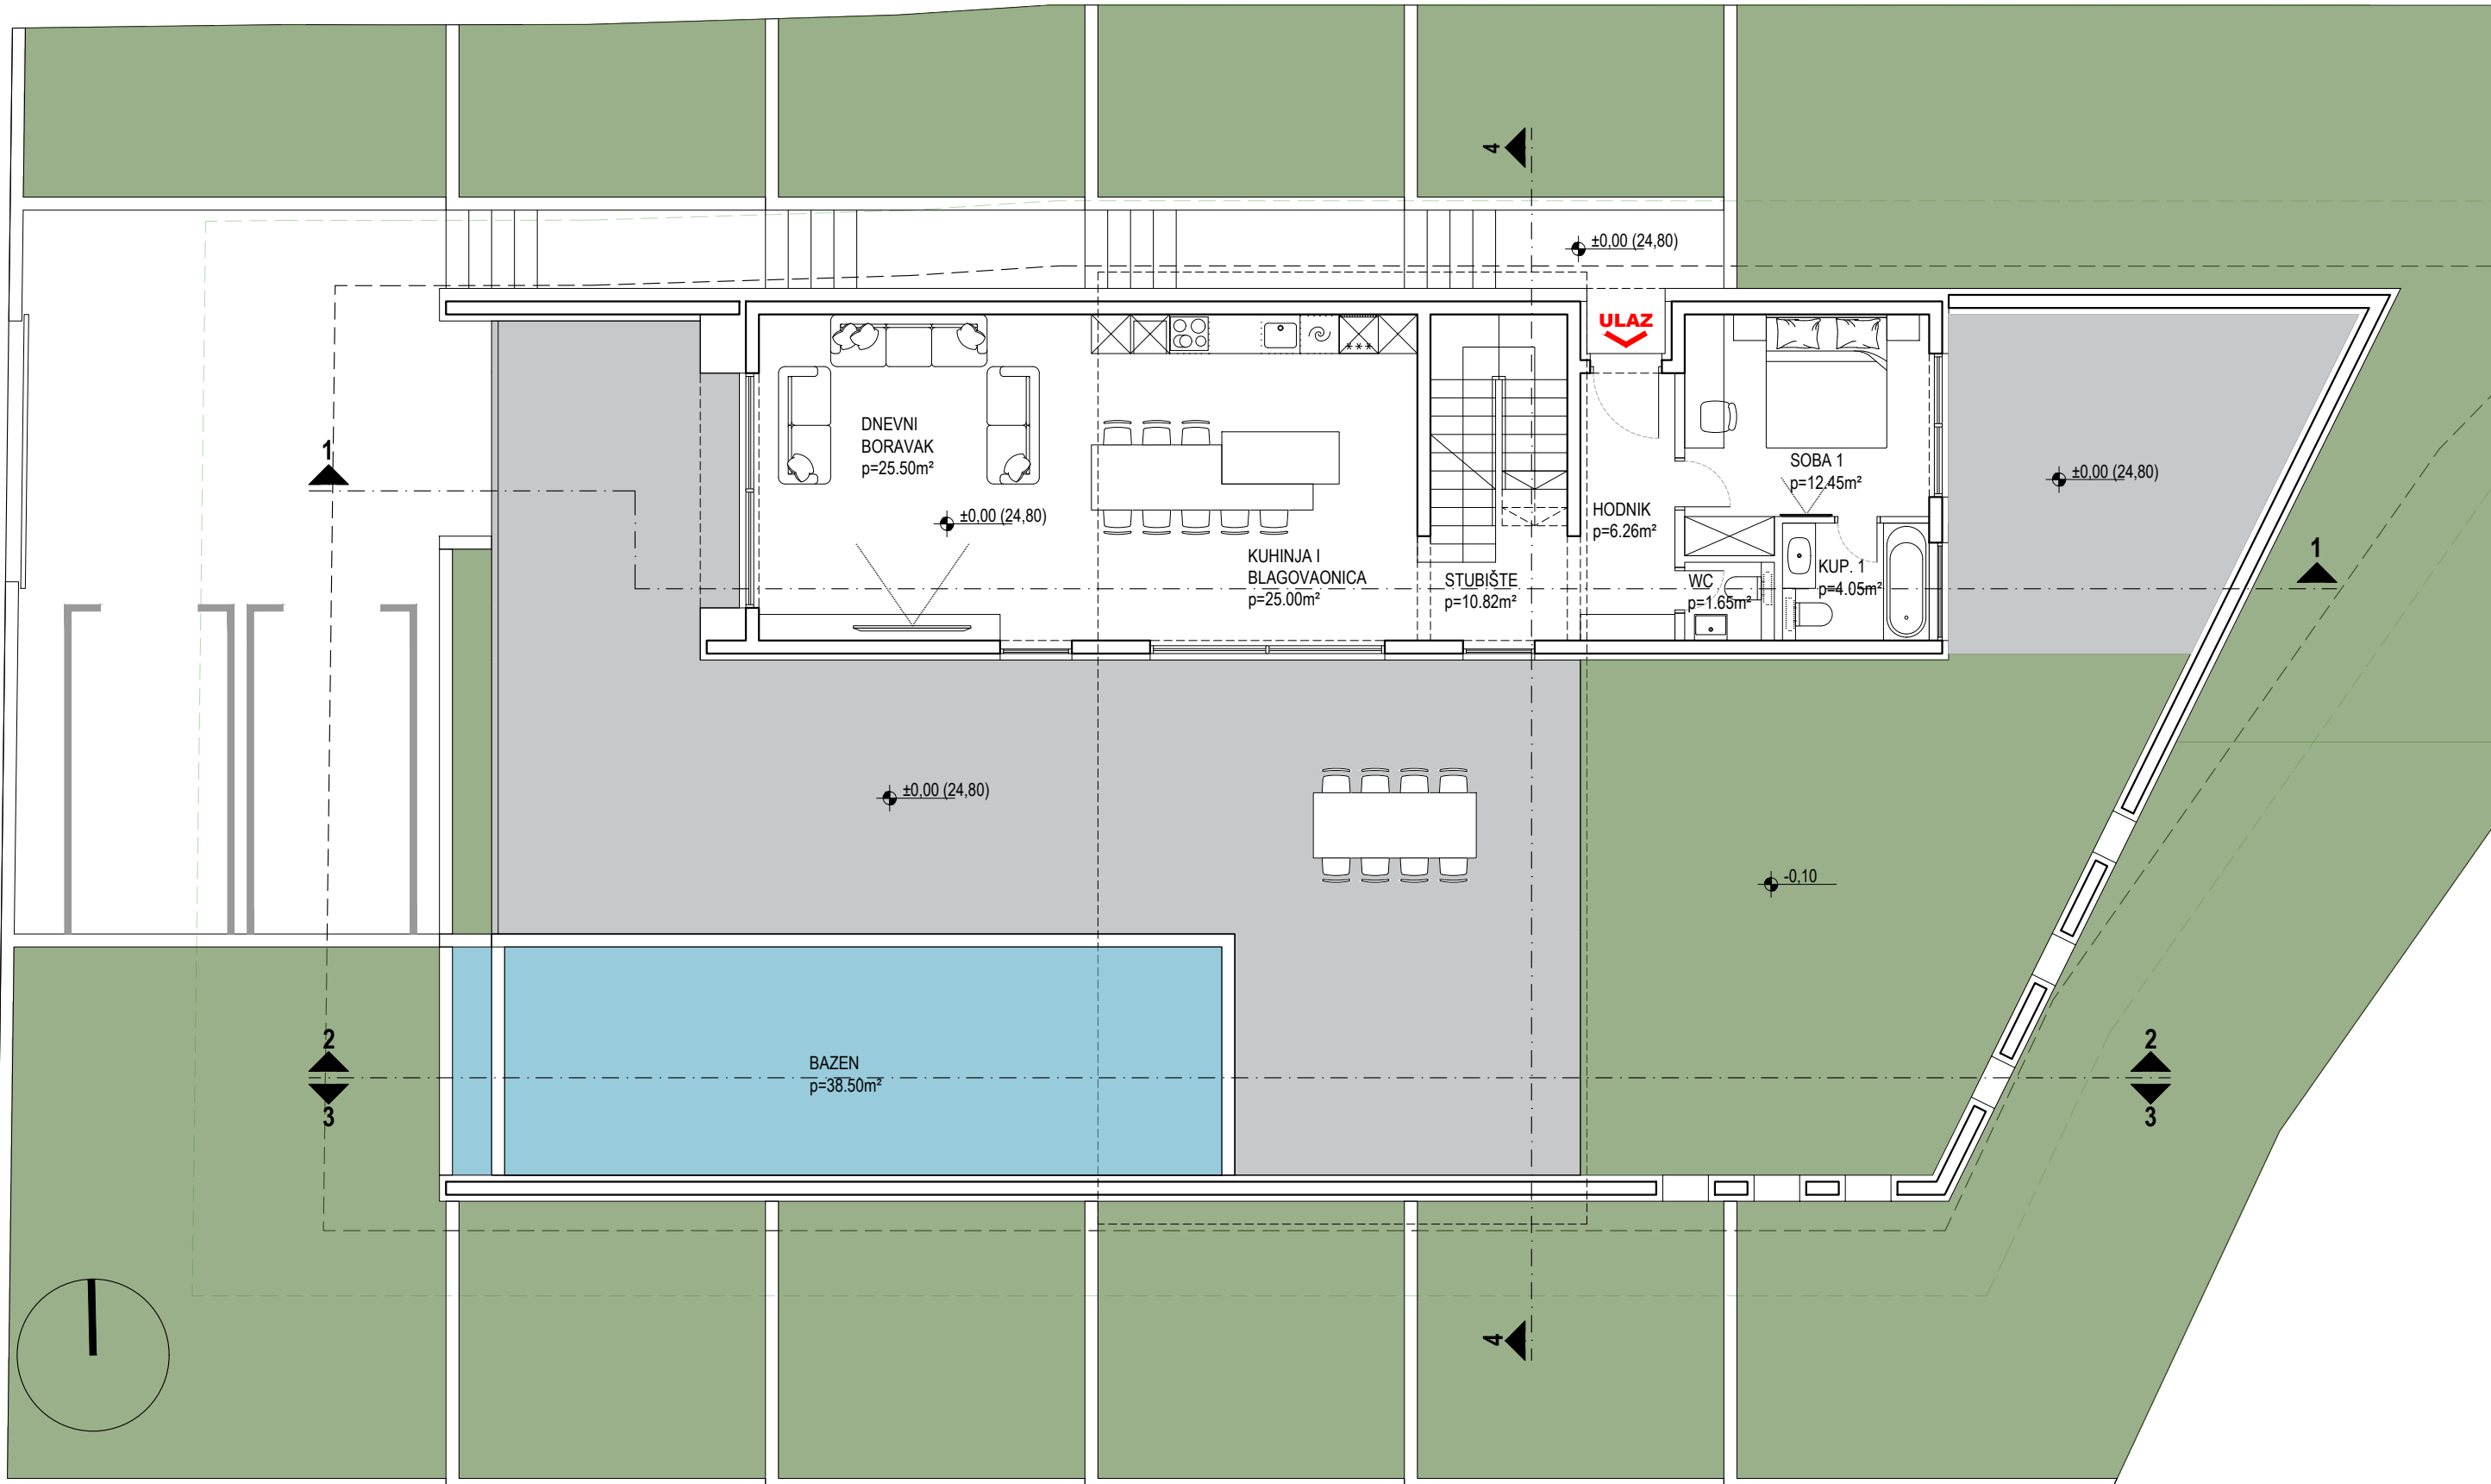 4
±0,00 (24,80)
ULAZ
DNEVNI
BORAVAK
p=25.50m²
1
SOBA 1
p=12.45m²
±0,00 (24,80)
±0,00 (24,80)
HODNIK
p=6.26m²
KUHINJA I
BLAGOVAONICA
p=25.00m²
STUBIŠTE
p=10.82m²
WC
p=1.65m²
KUP. 1
p=4.05m²
1
±0,00 (24,80)
-0,10
2
3
BAZEN
p=38.50m²
2
3
4